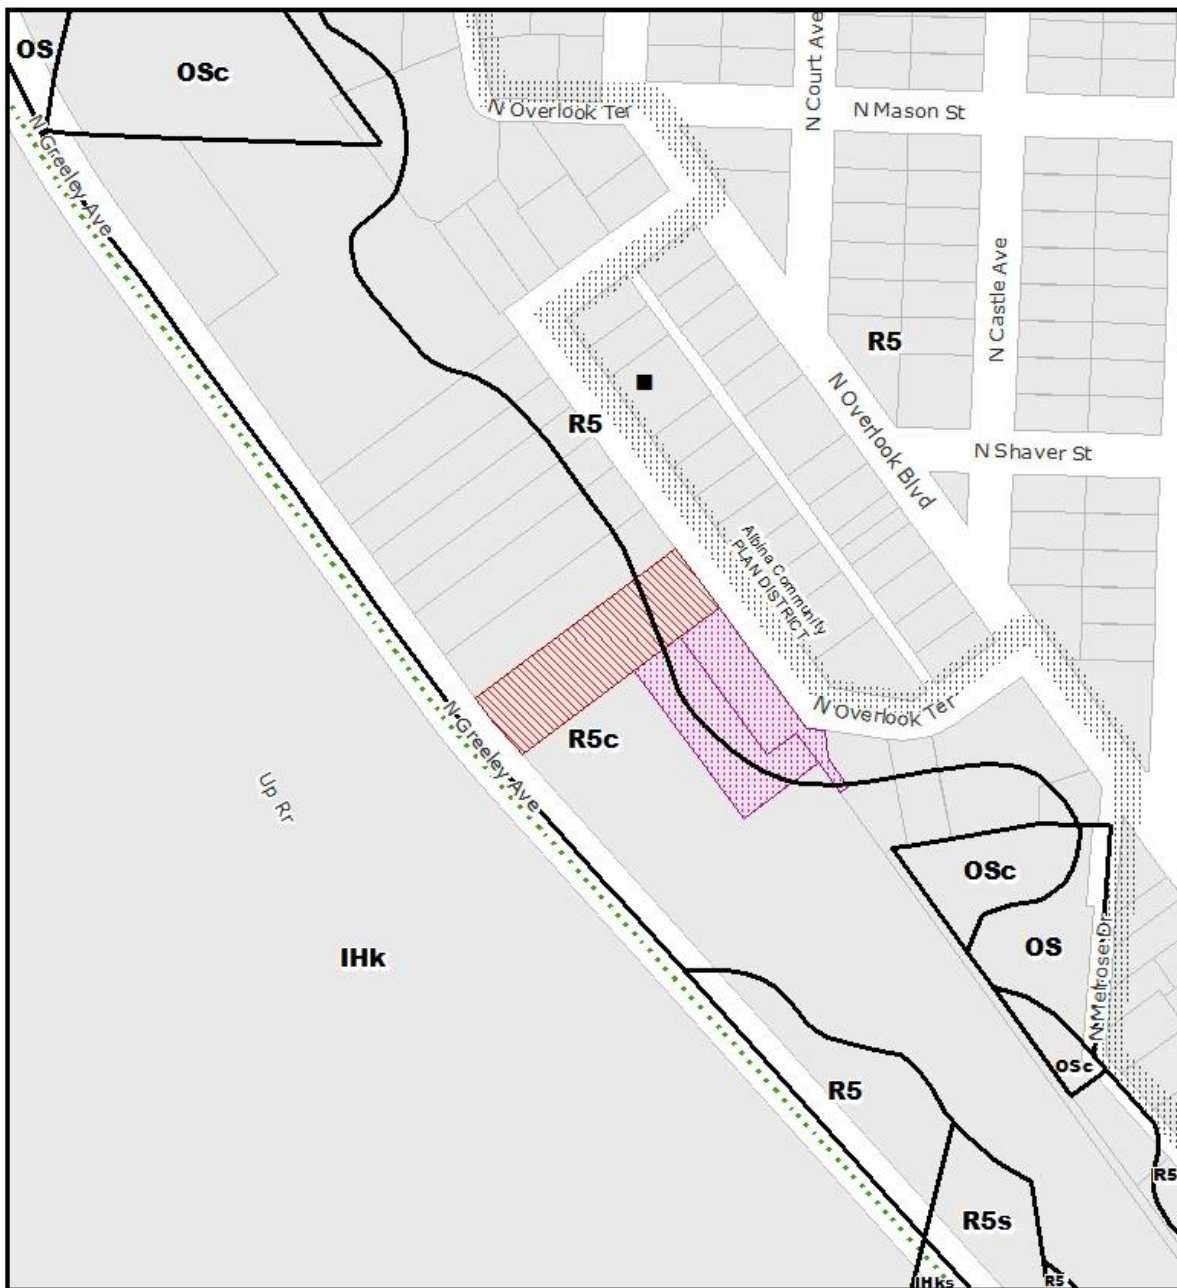 OS
OSc
N Greeley Ave
N Overlook Ter
N Court Ave
N Mason St
N Castle Ave
R5
N Overlook Blvd
R5
N Shaver St
Albina Community
PLAN DISTRICT
N Overlook Ter
N Greeley Ave
R5c
Up Rr
OSc
OS
N Melrose Dr
IHk
OSc
R5
R5
R5s
IHks
R5